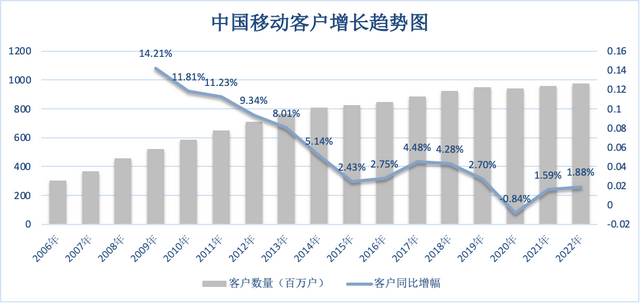 中国移动客户增长趋势图
1200
1000
800
600
400
200
0
0.16
0.14
0.12
0.1
0.08
0.06
0.04
0.02
0
-0.02
14.21%
11.81%
11.23%
9.34%
8.01%
5.14%
2.43%
2.75%
4.48%
4.28%
2.70%
-0.84%
1.59%
1.88%
2006年
2007年
2008年
2009年
2010年
2011年
2012年
2013年
2014年
2015年
2016年
2017年
2018年
2019年
2020年
2021年
2022年
客户数量（百万户）
客户同比增幅